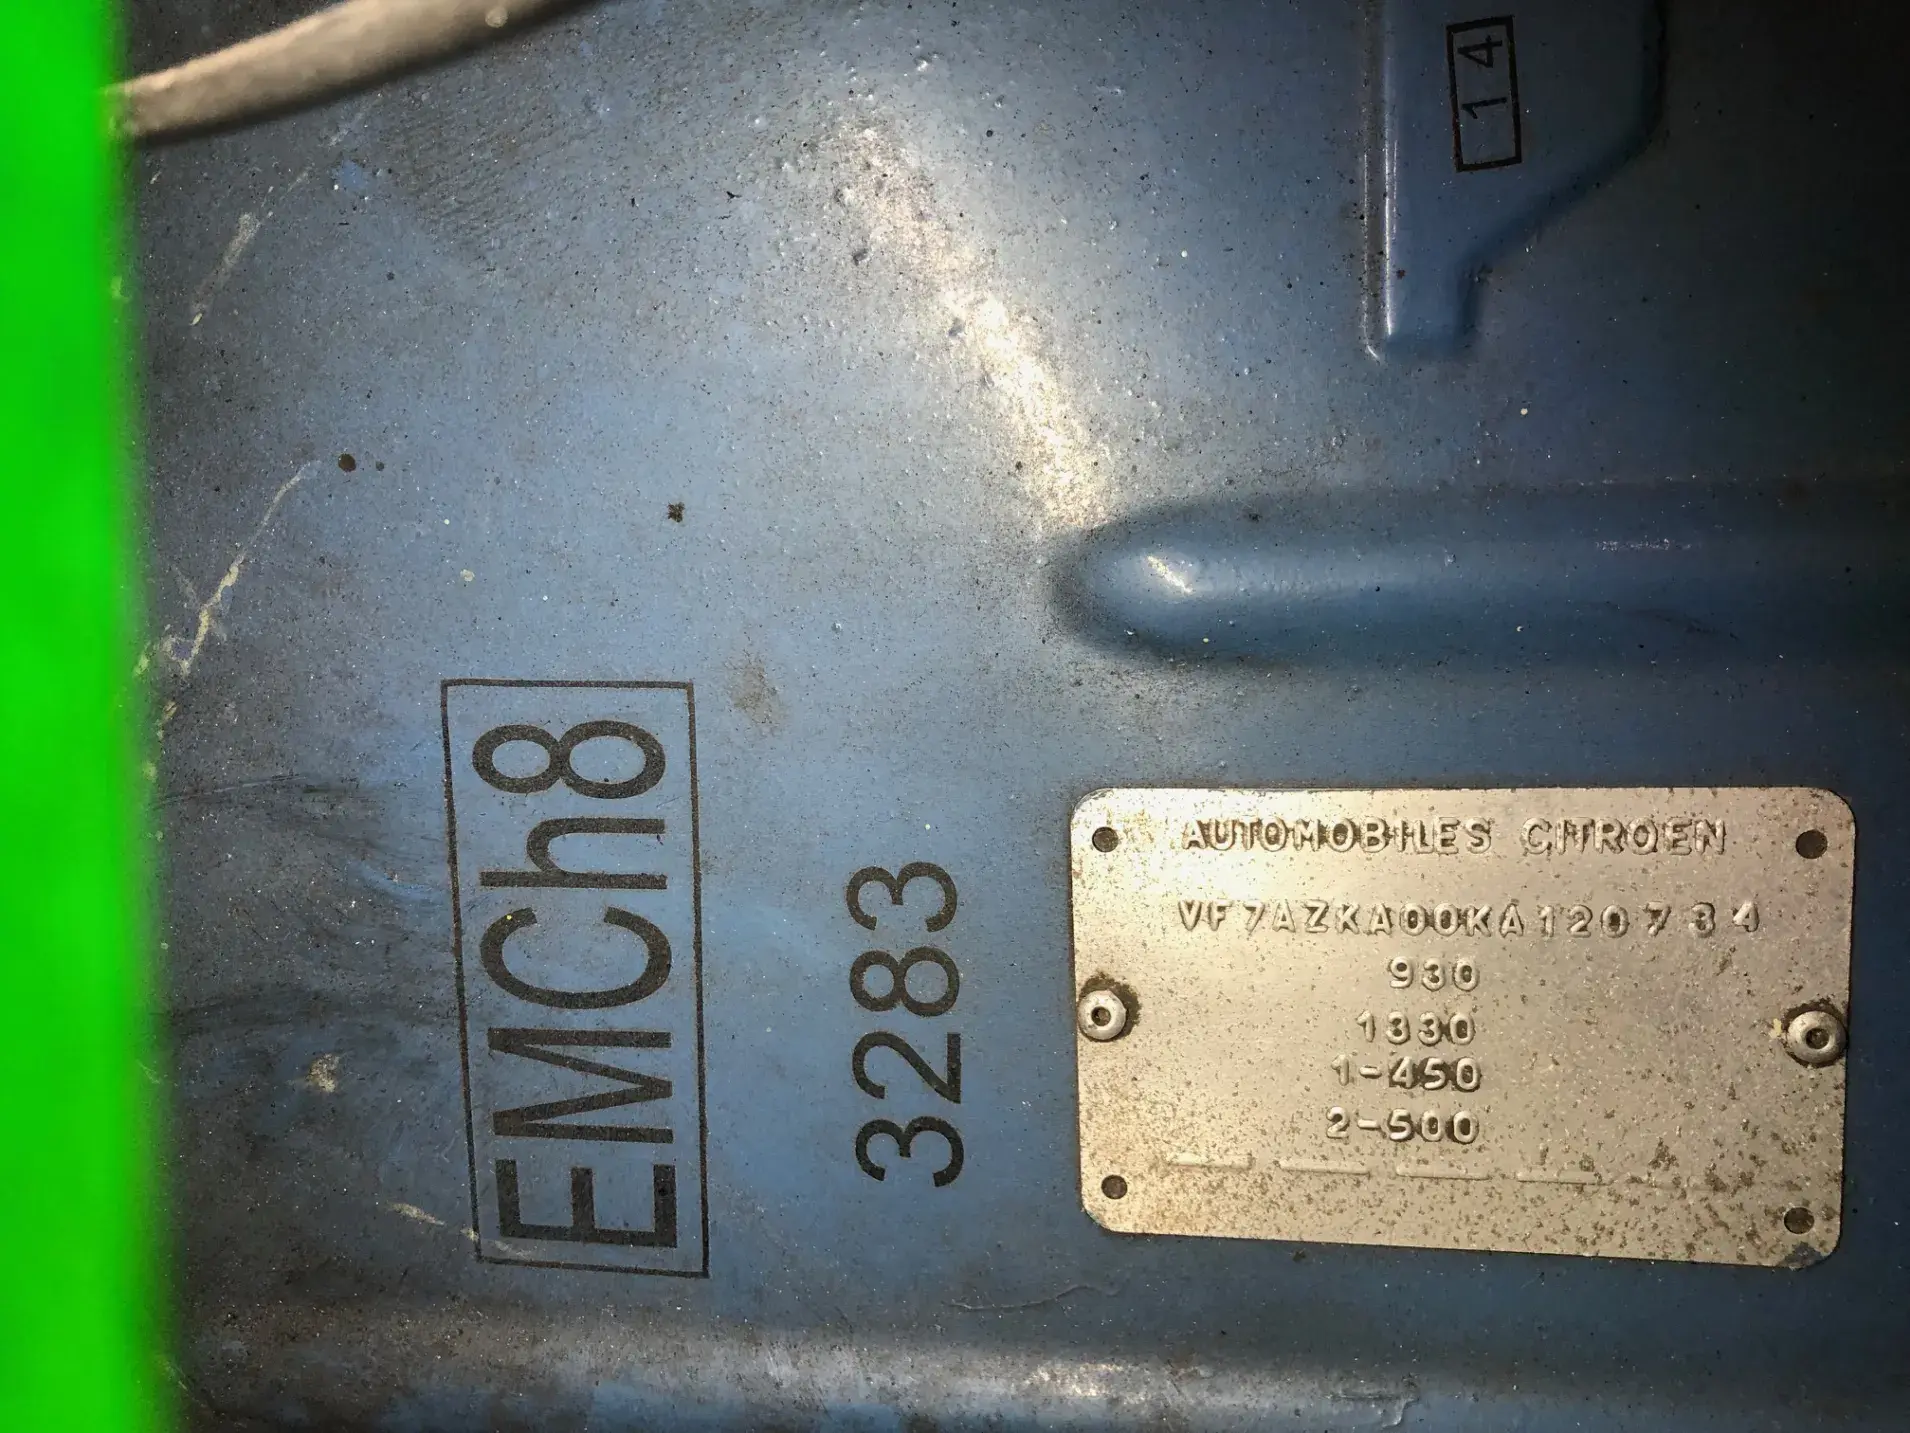 14
EMCh8
3283
AUTOMOBILES CITROEN
VF7AZKA00KA120734
930
1330
1-450
2-500